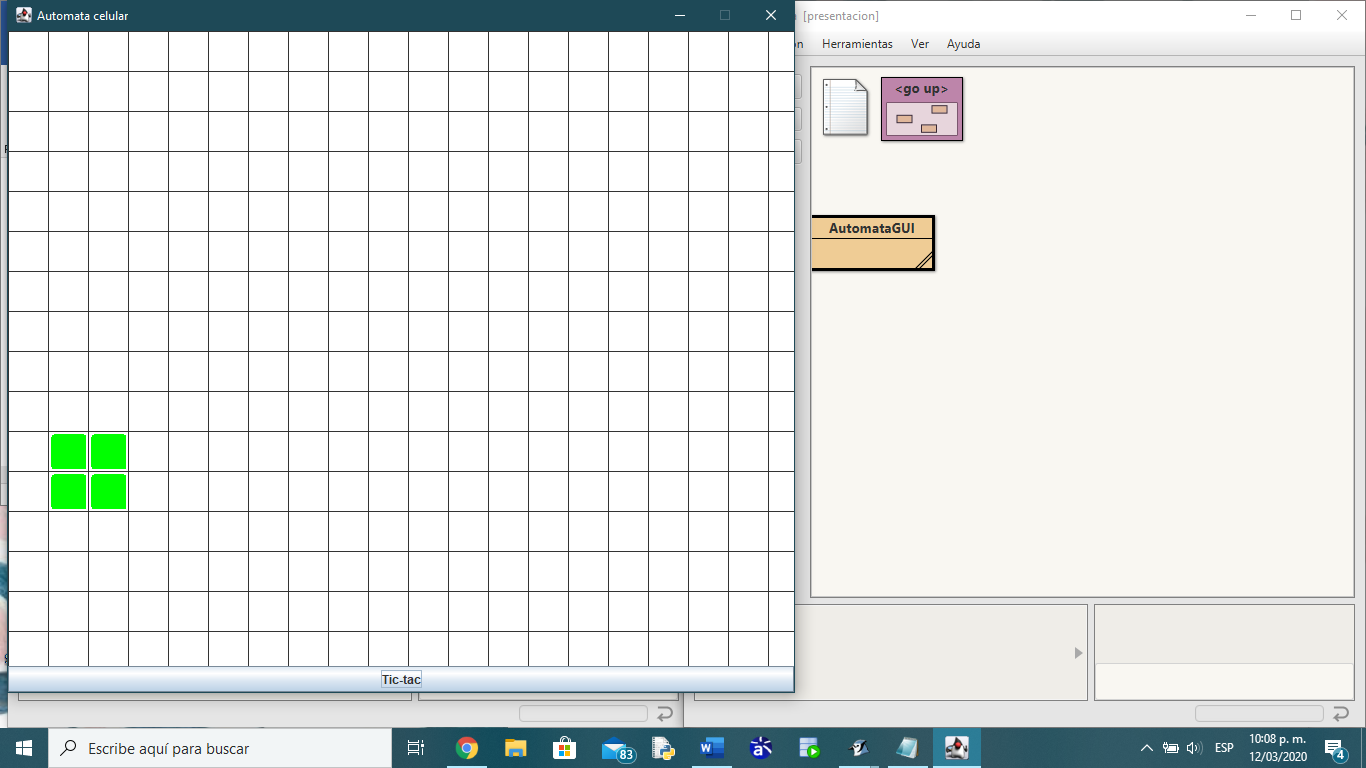 Automata celular
[presentacion]
Herramientas Ver Ayuda
<go up>
AutomataGUI
Tic-tac
Escribe aquí para buscar
83
ESP
10:08 p. m.
12/03/2020
4